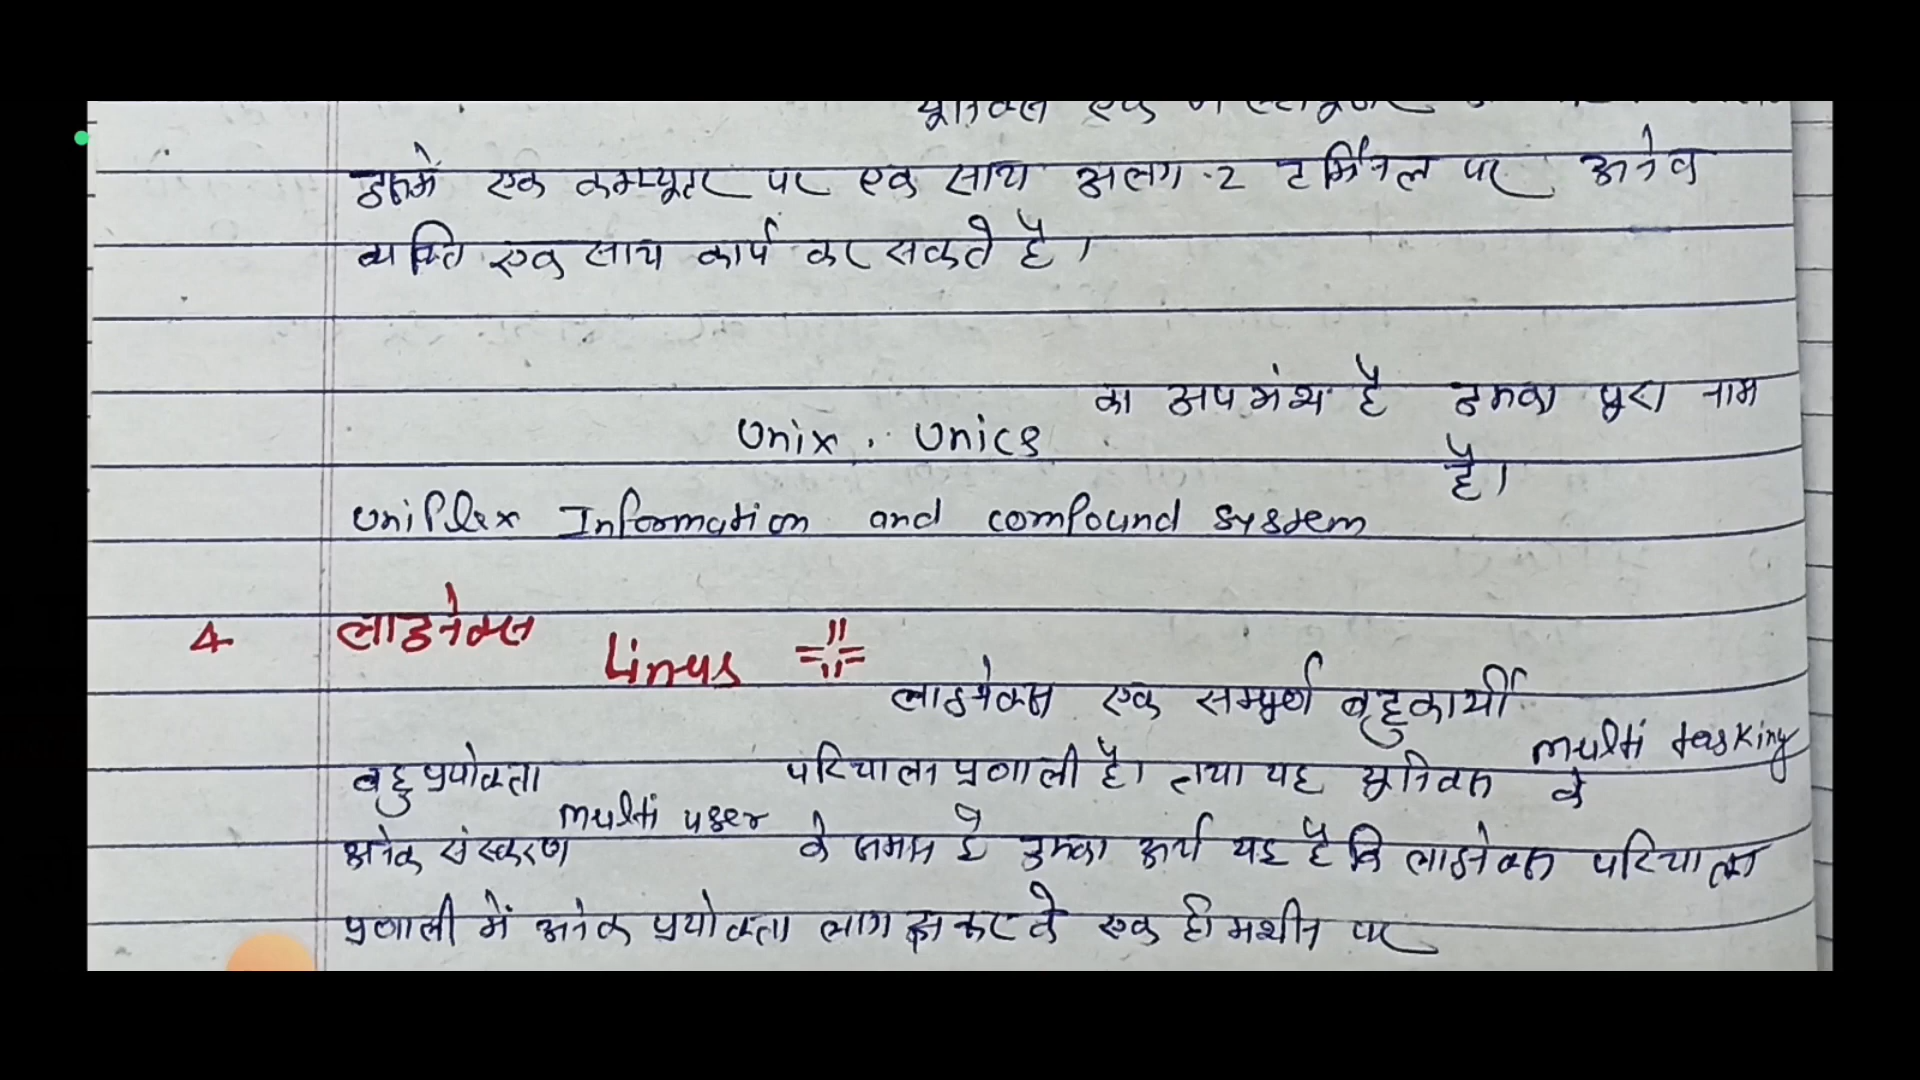 यूनिक्स एक
इसमें एक कम्प्यूटर पर एक साथ अलग-2 टर्मिनल पर अनेक
व्यक्ति एक साथ कार्य कर सकते है।
Unix . Unics का अपभ्रंश है इसका पुरा नाम
Uniplex Information and compound system है।
4 लाइनेक्स Linus
लाइनेक्स एक सम्पुर्ण बहुकार्यी multi tasking
बहुप्रयोक्ता multi user परिचालन प्रणाली है। तथा यह यूनिक्स के
अनेक संस्करण के समान है इसका अर्थ यह है कि लाइनेक्स परिचालन
प्रणाली में अनेक प्रयोक्ता लाग इन करके एक ही मशीन पर